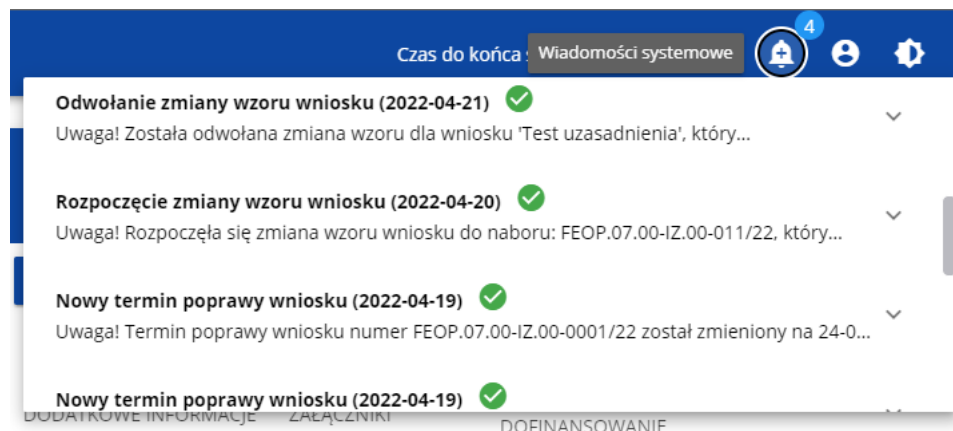 4
Czas do końca
Wiadomości systemowe
Odwołanie zmiany wzoru wniosku (2022-04-21)
Uwaga! Została odwołana zmiana wzoru dla wniosku 'Test uzasadnienia', który...
Rozpoczęcie zmiany wzoru wniosku (2022-04-20)
Uwaga! Rozpoczęła się zmiana wzoru wniosku do naboru: FEOP.07.00-IZ.00-011/22, który...
Nowy termin poprawy wniosku (2022-04-19)
Uwaga! Termin poprawy wniosku numer FEOP.07.00-IZ.00-0001/22 został zmieniony na 24-0...
Nowy termin poprawy wniosku (2022-04-19)
DODATKOWE INFORMACJE ZAŁĄCZNIKI
DOFINANSOWANIE